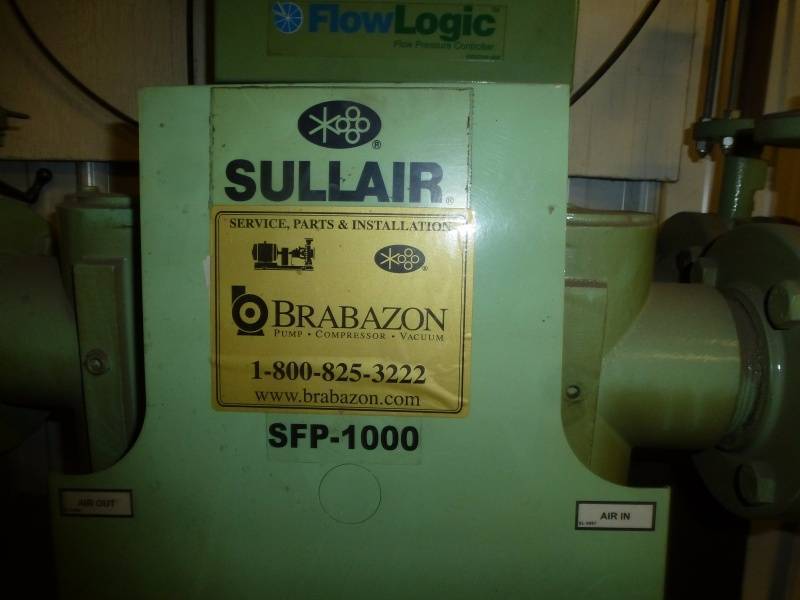 FlowLogic™
Flow Pressure Controller
®
SULLAIR®
SERVICE, PARTS & INSTALLATION
®
BRABAZON
PUMP • COMPRESSOR • VACUUM
1-800-825-3222
www.brabazon.com
SFP-1000
AIR OUT
AIR IN